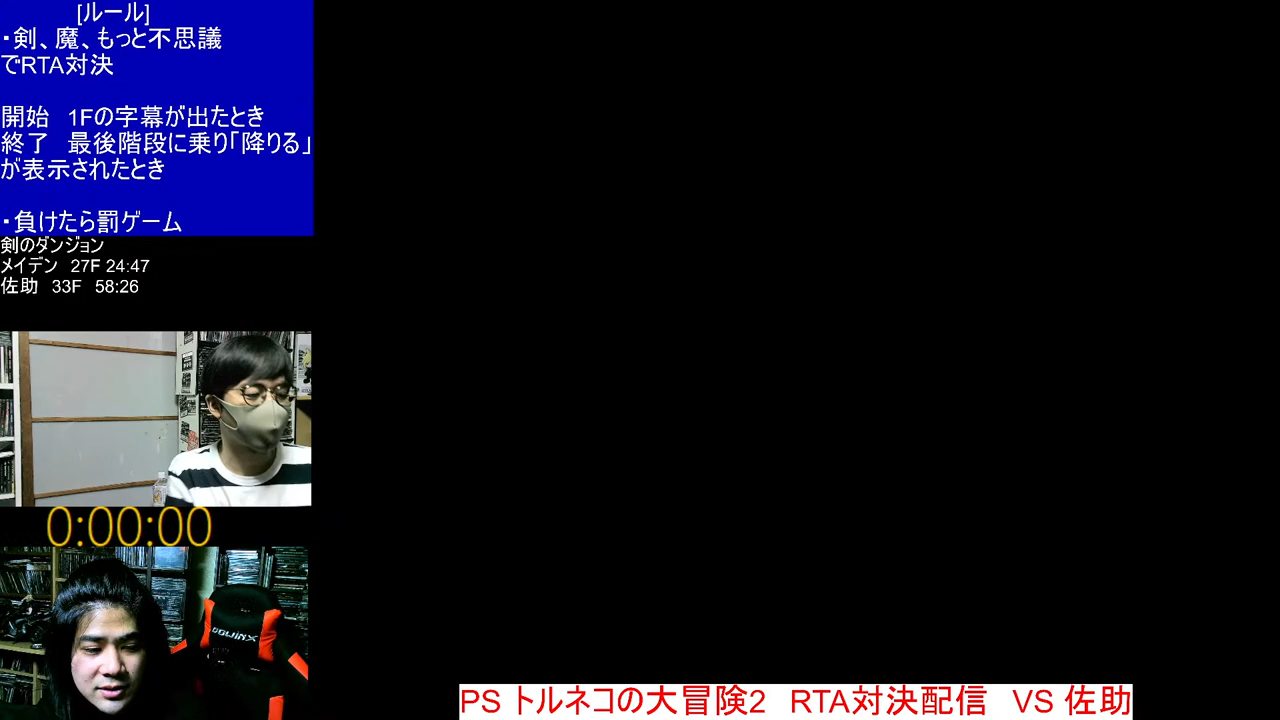 [ルール]
・剣、魔、もっと不思議
でRTA対決
開始　1Fの字幕が出たとき
終了　最後階段に乗り「降りる」
が表示されたとき
・負けたら罰ゲーム
剣のダンジョン
メイデン　27F 24:47
佐助　33F　58:26
0:00:00
PS トルネコの大冒険2　RTA対決配信　VS 佐助